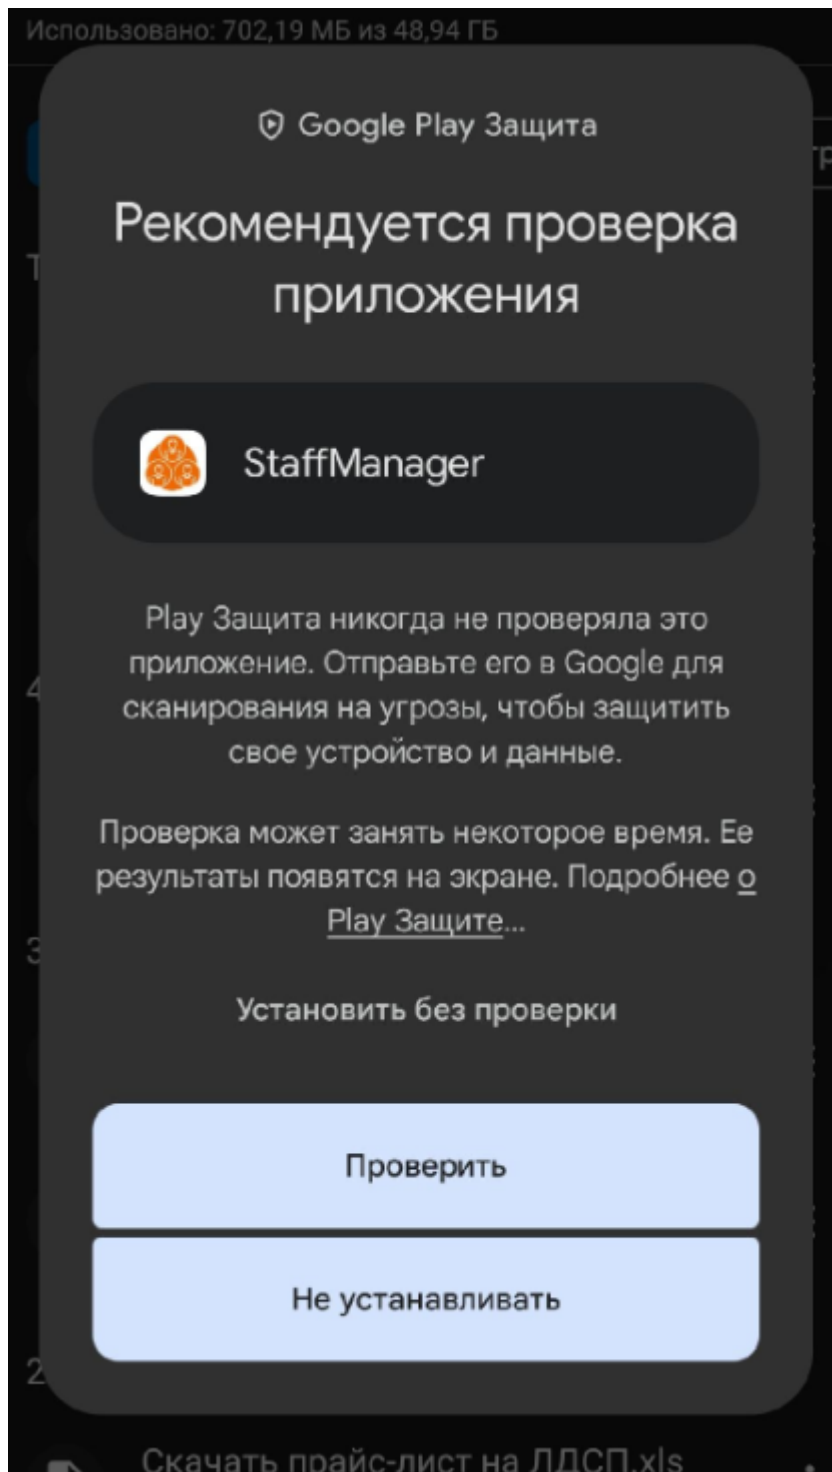 Использовано: 702,19 МБ из 48,94 ГБ
Google Play Защита
Рекомендуется проверка
приложения
StaffManager
Play Защита никогда не проверяла это
приложение. Отправьте его в Google для
сканирования на угрозы, чтобы защитить
свое устройство и данные.
Проверка может занять некоторое время. Ее
результаты появятся на экране. Подробнее о
Play Защите...
Установить без проверки
Проверить
Не устанавливать
Скачать прайс-лист на ЛДСП.xls